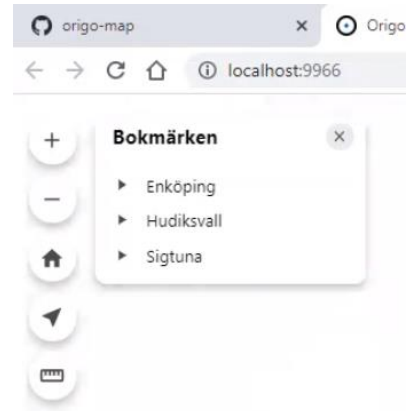 origo-map
Origo
localhost:9966
Bokmärken
Enköping
Hudiksvall
Sigtuna